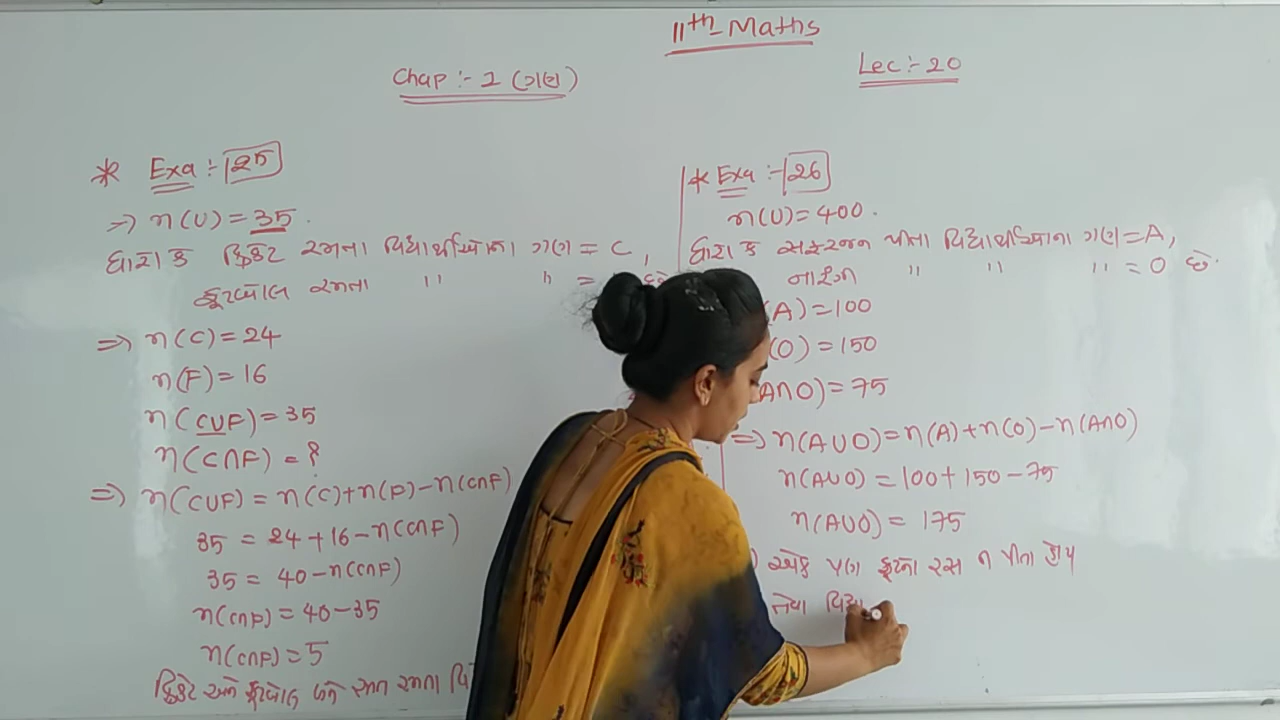 11th Maths
Chap :- 1 (ગણ)
Lec :- 20
* Exa :- 25
→ n(U) = 35.
ધારો કે ક્રિકેટ રમતા વિદ્યાર્થીઓના ગણ = C,
ફૂટબોલ રમતા " " =
⇒ n(C) = 24
n(F) = 16
n(C∪F) = 35
n(C∩F) = ?
⇒ n(C∪F) = n(C) + n(F) - n(C∩F)
35 = 24 + 16 - n(C∩F)
35 = 40 - n(C∩F)
n(C∩F) = 40 - 35
n(C∩F) = 5
ક્રિકેટ અને ફૂટબોલ બંને રમત રમતા
* Exa :- 26
n(U) = 400.
ધારો કે સફરજન પીતા વિદ્યાર્થીઓના ગણ = A,
નારંગી " " " = O છે.
(A) = 100
(O) = 150
(A∩O) = 75
⇒ n(A∪O) = n(A) + n(O) - n(A∩O)
n(A∪O) = 100 + 150 - 75
n(A∪O) = 175
એક પણ ફળનો રસ ન પીતા હોય
તેવા